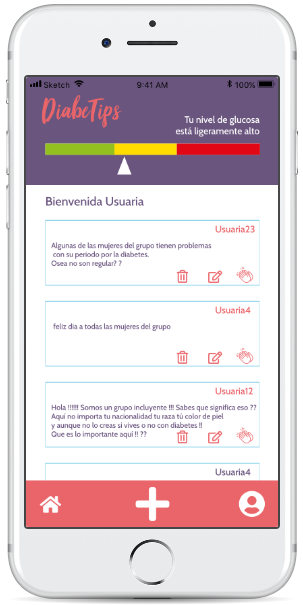 Sketch 9:41 AM 100%
DiabeTips
Tu nivel de glucosa
está ligeramente alto
Bienvenida Usuaria
Usuaria23
Algunas de las mujeres del grupo tienen problemas
con su periodo por la diabetes.
Osea no son regular? ?
Usuaria4
feliz día a todas las mujeres del grupo
Usuaria12
Hola !!!!!! Somos un grupo incluyente !!! Sabes que significa eso ??
Aquí no importa tu nacionalidad tu raza tú color de piel
y aunque no lo creas si vives o no con diabetes !!
Que es lo importante aquí !! ??
Usuaria4